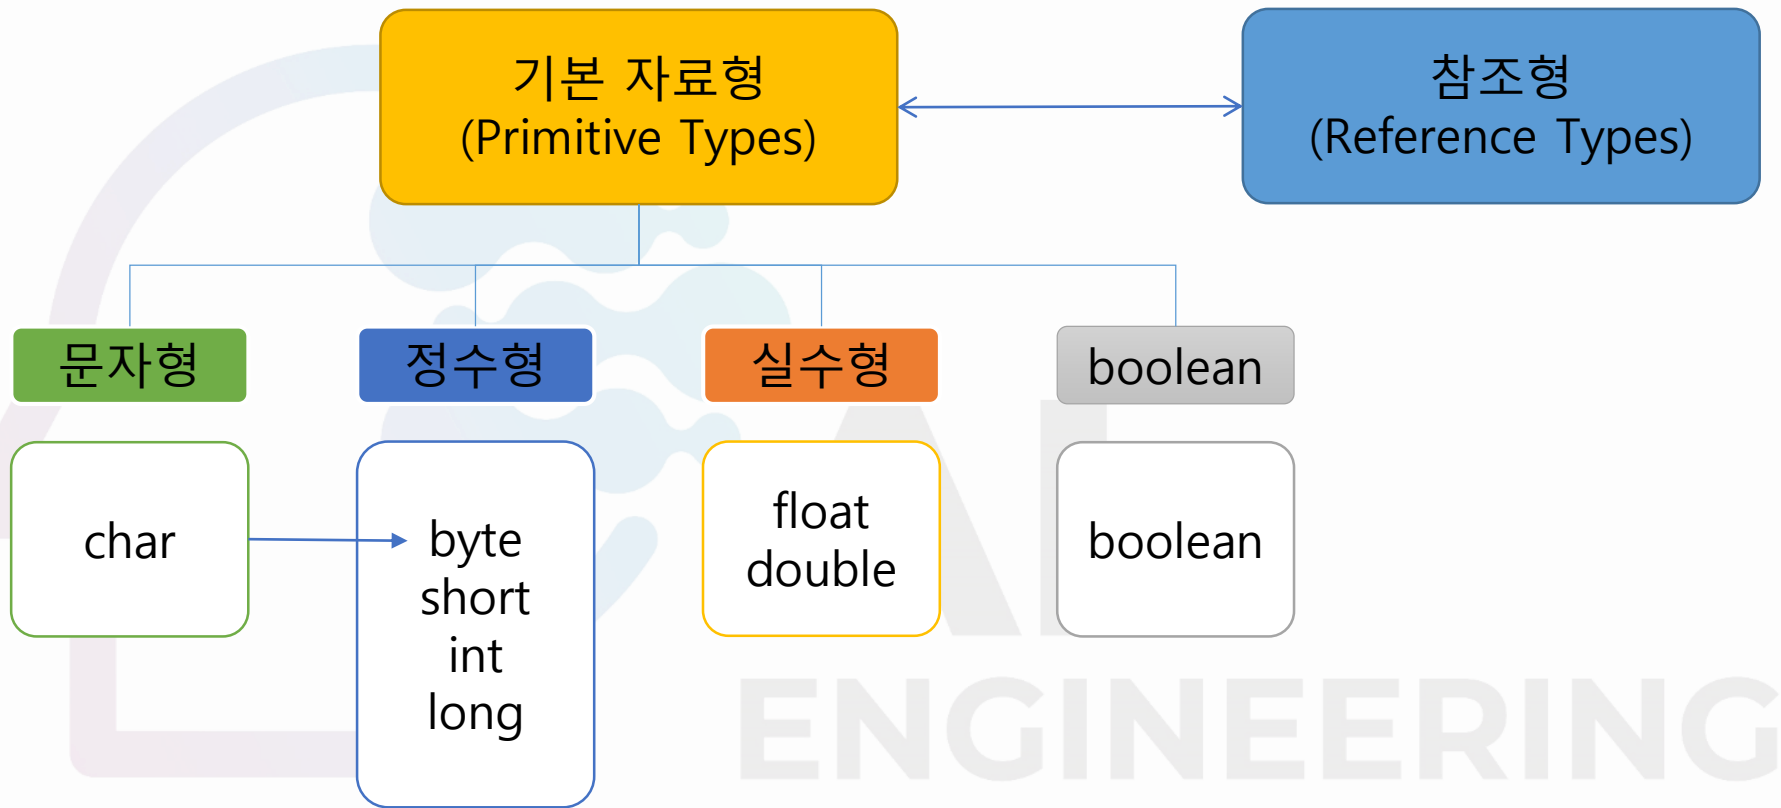 기본 자료형
(Primitive Types)
참조형
(Reference Types)
문자형
정수형
실수형
boolean
char
byte
short
int
long
float
double
boolean
AI
ENGINEERING